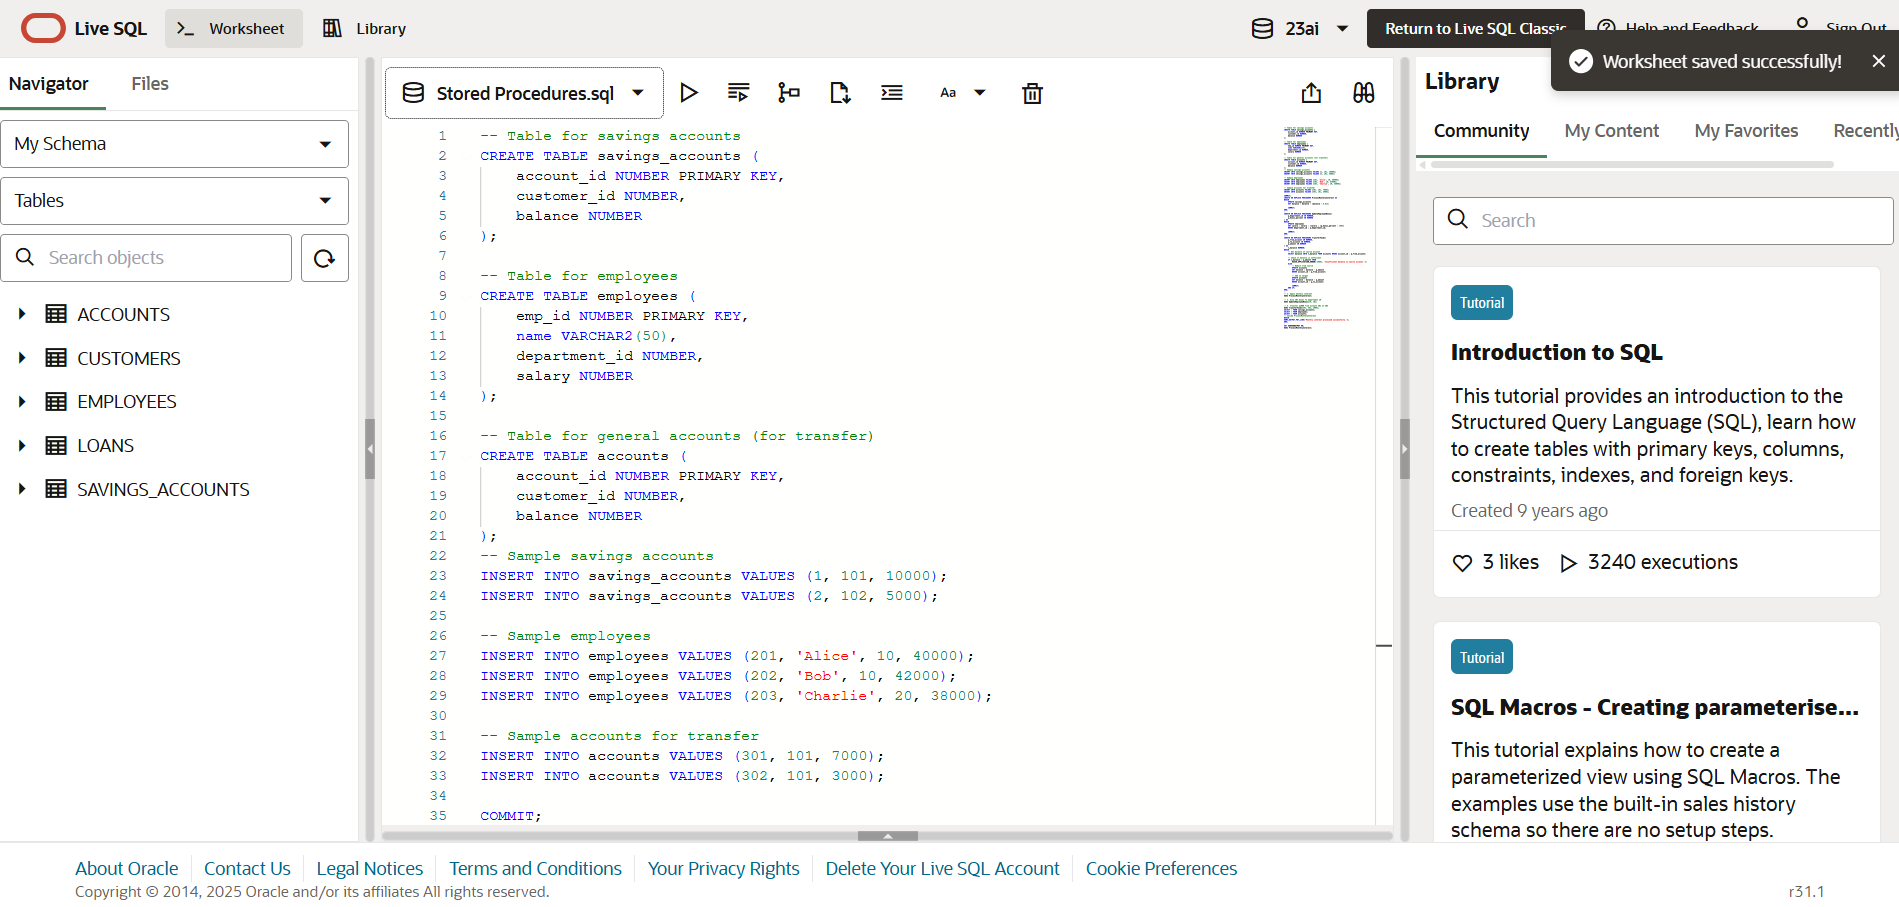 Live SQL
Worksheet
Library
23ai
Return to Live SQL Classic
Help and Feedback
Sign Out
Worksheet saved successfully!
Navigator
Files
My Schema
Tables
Search objects
ACCOUNTS
CUSTOMERS
EMPLOYEES
LOANS
SAVINGS_ACCOUNTS
Stored Procedures.sql
Aa
1 -- Table for savings accounts
2 CREATE TABLE savings_accounts (
3 account_id NUMBER PRIMARY KEY,
4 customer_id NUMBER,
5 balance NUMBER
6 );
7
8 -- Table for employees
9 CREATE TABLE employees (
10 emp_id NUMBER PRIMARY KEY,
11 name VARCHAR2(50),
12 department_id NUMBER,
13 salary NUMBER
14 );
15
16 -- Table for general accounts (for transfer)
17 CREATE TABLE accounts (
18 account_id NUMBER PRIMARY KEY,
19 customer_id NUMBER,
20 balance NUMBER
21 );
22 -- Sample savings accounts
23 INSERT INTO savings_accounts VALUES (1, 101, 10000);
24 INSERT INTO savings_accounts VALUES (2, 102, 5000);
25
26 -- Sample employees
27 INSERT INTO employees VALUES (201, 'Alice', 10, 40000);
28 INSERT INTO employees VALUES (202, 'Bob', 10, 42000);
29 INSERT INTO employees VALUES (203, 'Charlie', 20, 38000);
30
31 -- Sample accounts for transfer
32 INSERT INTO accounts VALUES (301, 101, 7000);
33 INSERT INTO accounts VALUES (302, 101, 3000);
34
35 COMMIT;
Library
Community
My Content
My Favorites
Recently
Search
Tutorial
Introduction to SQL
This tutorial provides an introduction to the
Structured Query Language (SQL), learn how
to create tables with primary keys, columns,
constraints, indexes, and foreign keys.
Created 9 years ago
3 likes
3240 executions
Tutorial
SQL Macros - Creating parameterise...
This tutorial explains how to create a
parameterized view using SQL Macros. The
examples use the built-in sales history
schema so there are no setup steps.
About Oracle
Contact Us
Legal Notices
Terms and Conditions
Your Privacy Rights
Delete Your Live SQL Account
Cookie Preferences
Copyright © 2014, 2025 Oracle and/or its affiliates All rights reserved.
r31.1